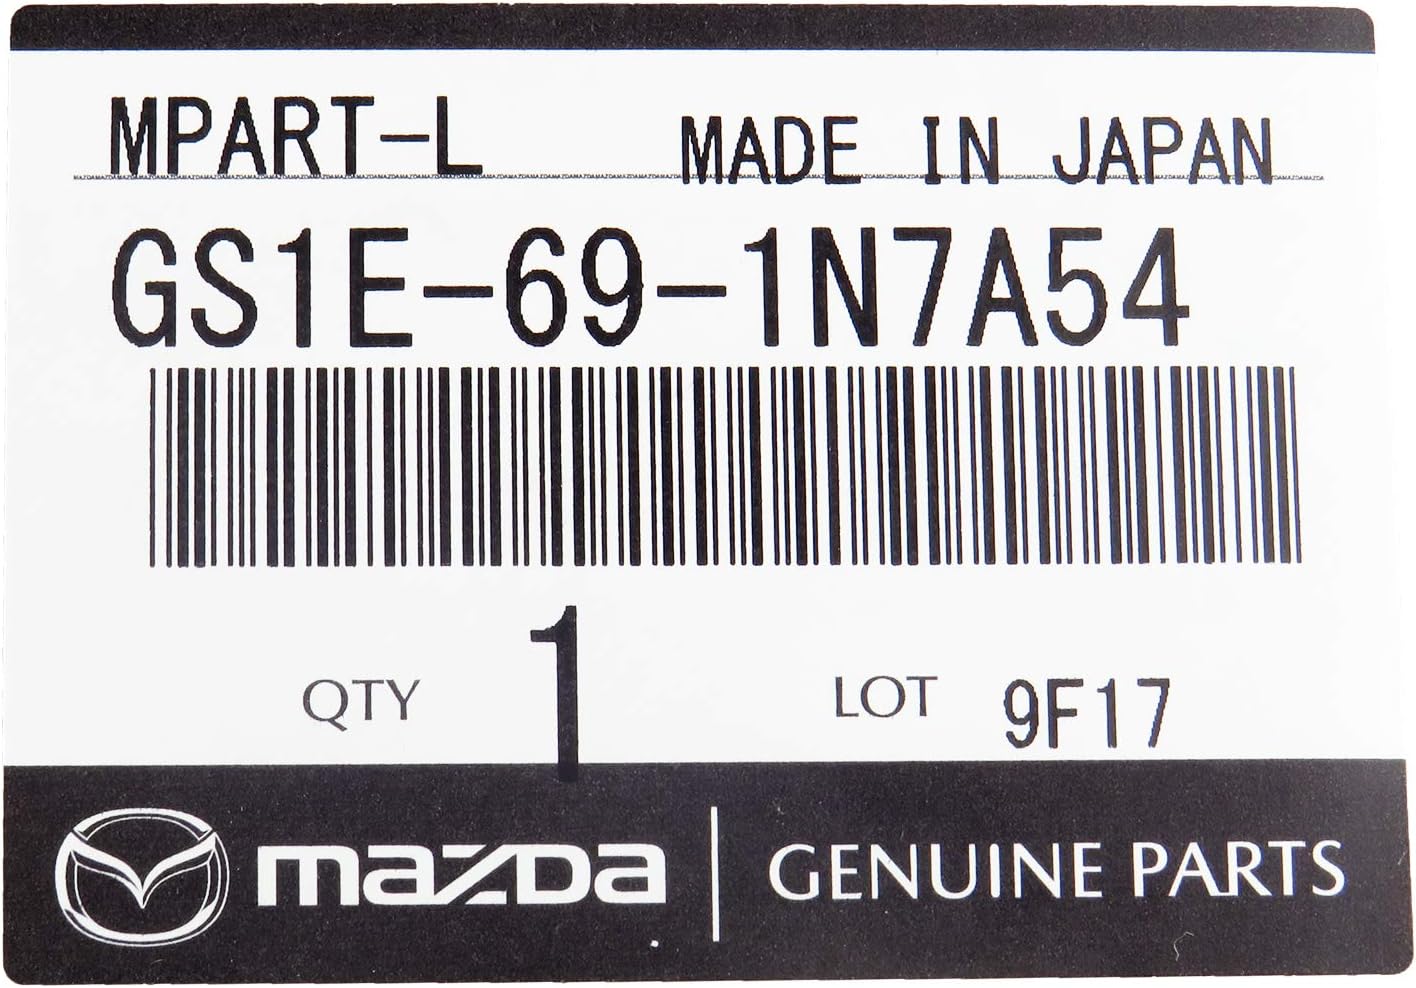 MPART-L MADE IN JAPAN
GS1E-69-1N7A54
QTY 1 LOT 9F17
mazda GENUINE PARTS